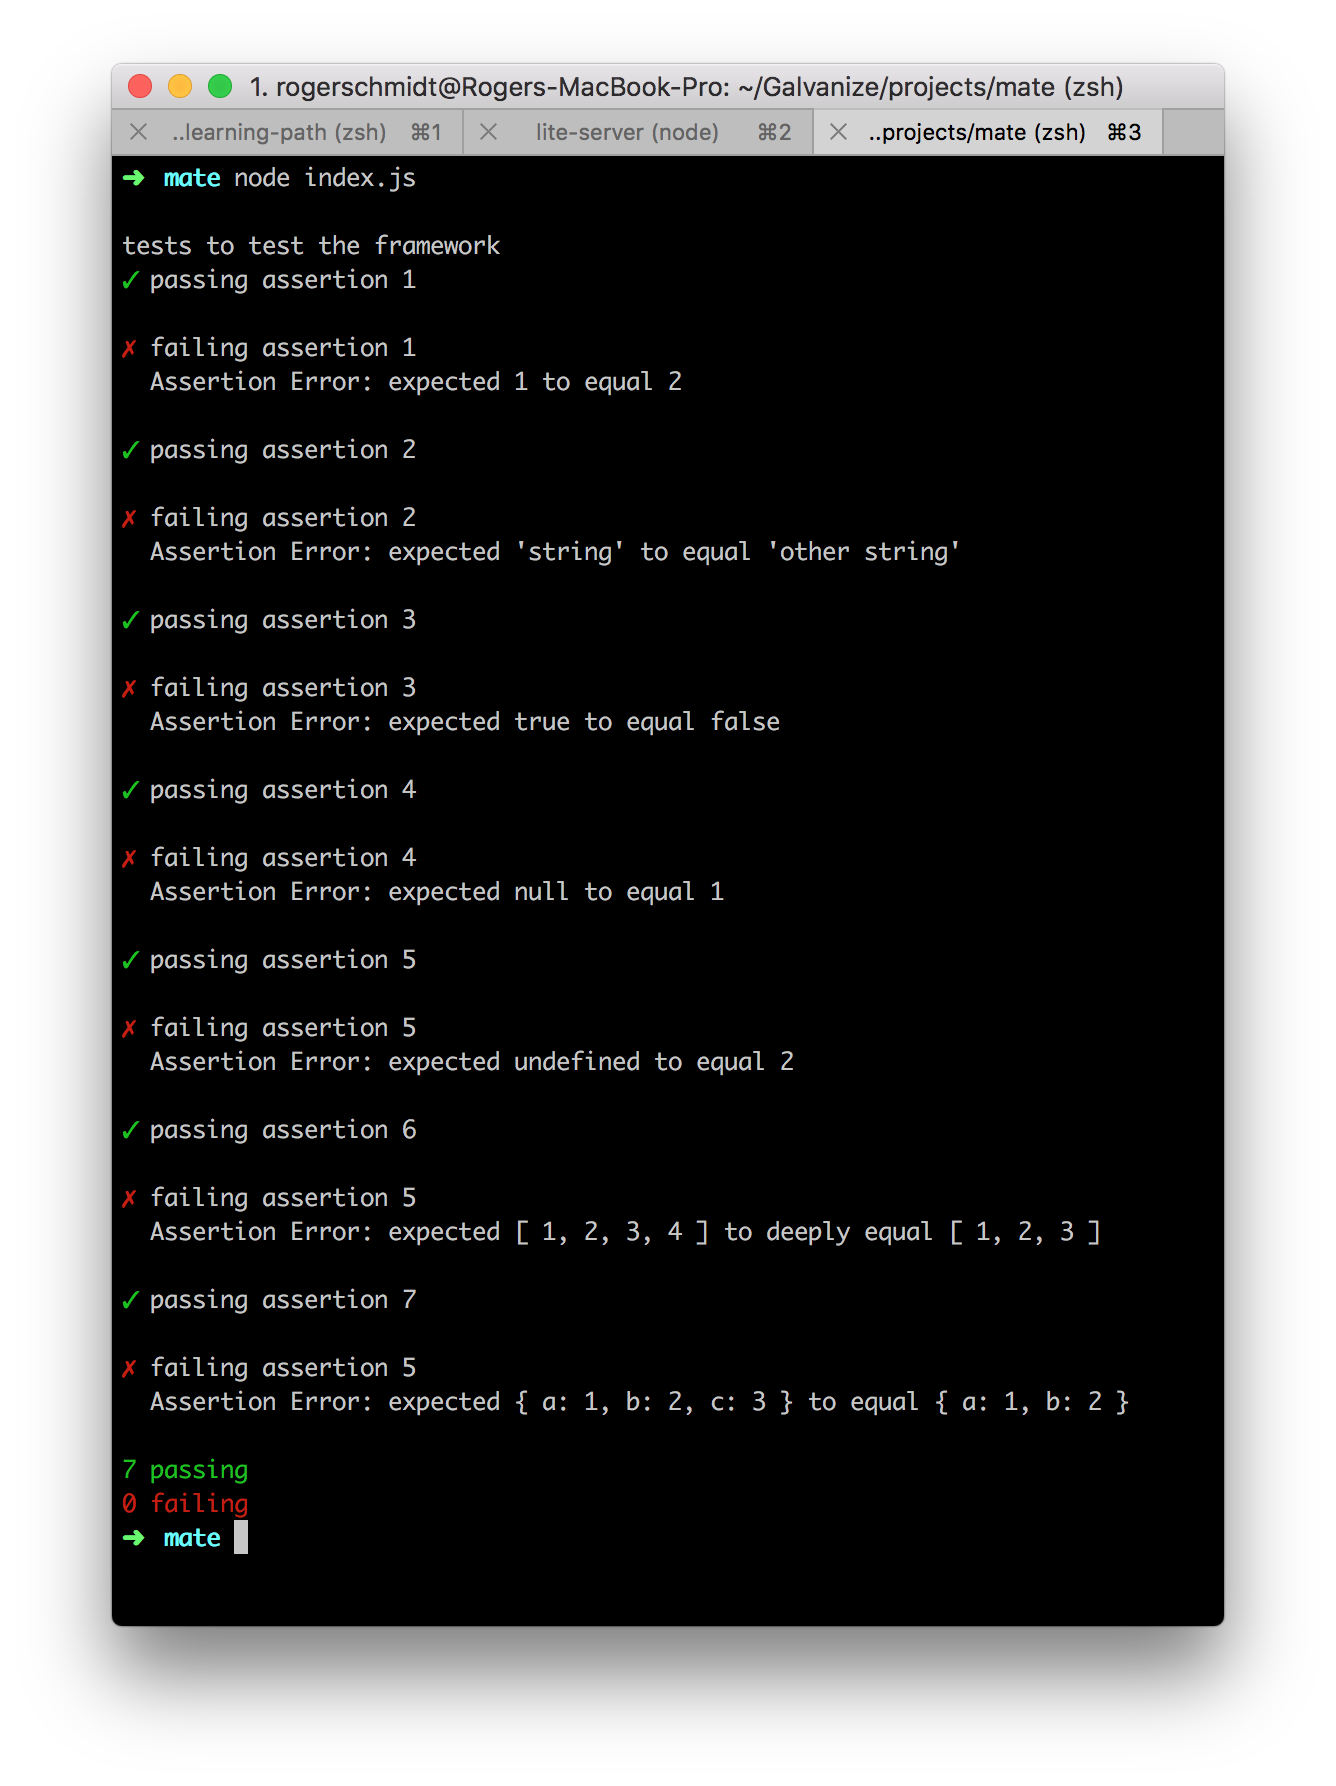 1. rogerschmidt@Rogers-MacBook-Pro: ~/Galvanize/projects/mate (zsh)
..learning-path (zsh) ⌘1 lite-server (node) ⌘2 ..projects/mate (zsh) ⌘3
➜ mate node index.js
tests to test the framework
✓ passing assertion 1
✗ failing assertion 1
Assertion Error: expected 1 to equal 2
✓ passing assertion 2
✗ failing assertion 2
Assertion Error: expected 'string' to equal 'other string'
✓ passing assertion 3
✗ failing assertion 3
Assertion Error: expected true to equal false
✓ passing assertion 4
✗ failing assertion 4
Assertion Error: expected null to equal 1
✓ passing assertion 5
✗ failing assertion 5
Assertion Error: expected undefined to equal 2
✓ passing assertion 6
✗ failing assertion 5
Assertion Error: expected [ 1, 2, 3, 4 ] to deeply equal [ 1, 2, 3 ]
✓ passing assertion 7
✗ failing assertion 5
Assertion Error: expected { a: 1, b: 2, c: 3 } to equal { a: 1, b: 2 }
7 passing
0 failing
➜ mate